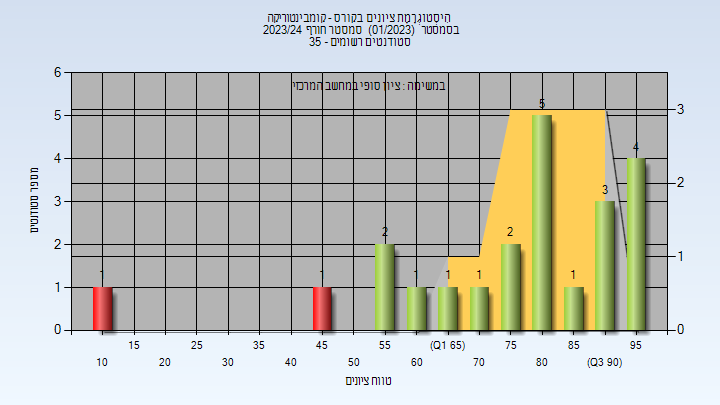 היסטוגרמת ציונים בקורס - קומבינטוריקה
בסמסטר (01/2023) סמסטר חורף 2023/24
סטודנטים רשומים - 35
במשימה : ציון סופי במחשב המרכזי
מספר סטודנטים
6
5
4
3
2
1
0
3
2
1
0
1
1
2
1
1
1
2
5
1
3
4
15 25 35 45 55 (Q1 65) 75 85 95
10 20 30 40 50 60 70 80 (Q3 90)
טווח ציונים